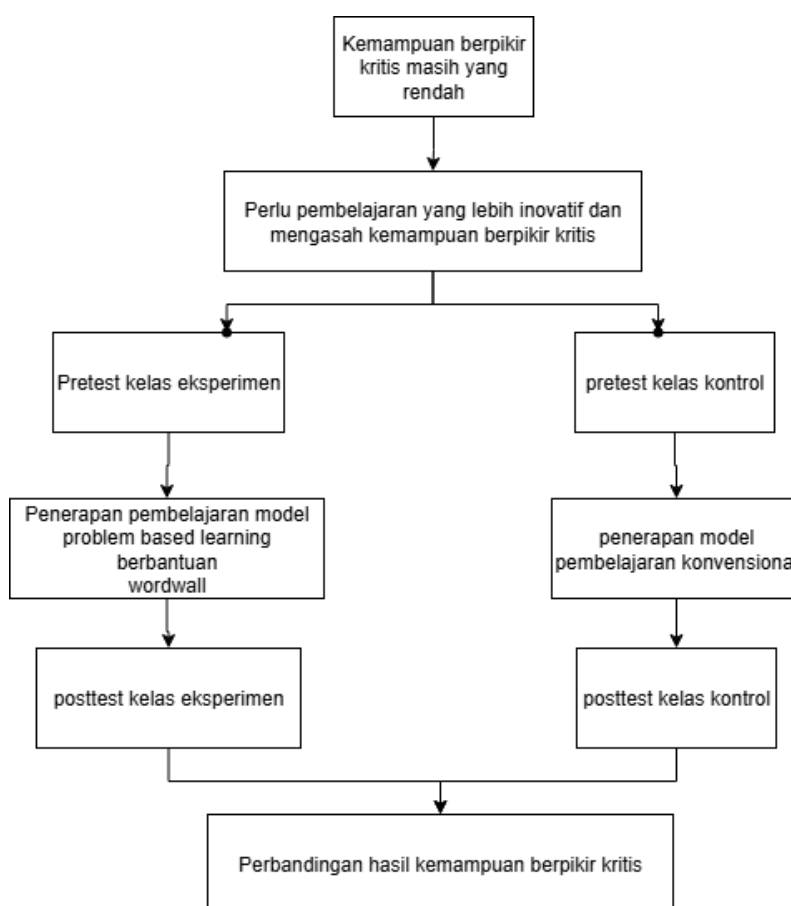 Kemampuan berpikir
kritis masih yang
rendah
Perlu pembelajaran yang lebih inovatif dan
mengasah kemampuan berpikir kritis
Pretest kelas eksperimen
pretest kelas kontrol
Penerapan pembelajaran model
problem based learning
berbantuan
wordwall
penerapan model
pembelajaran konvensiona
posttest kelas eksperimen
posttest kelas kontrol
Perbandingan hasil kemampuan berpikir kritis